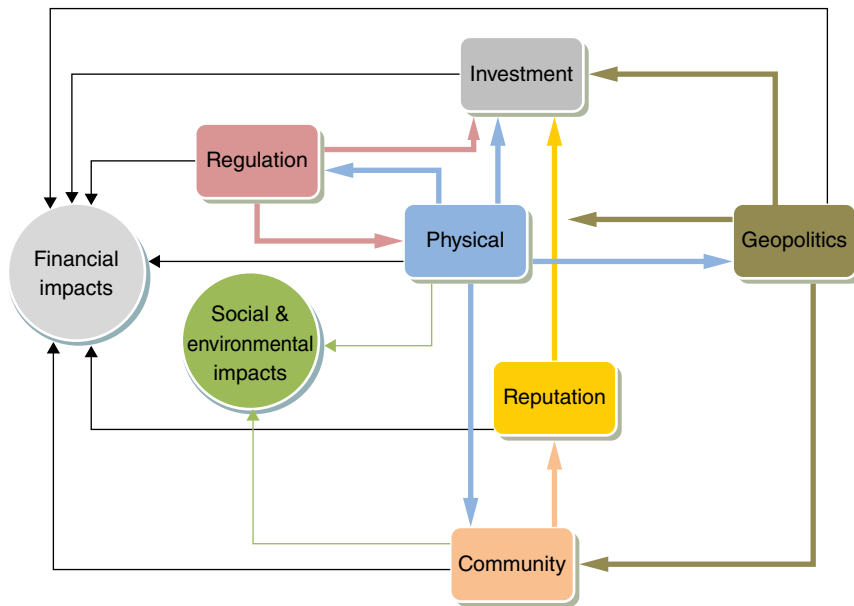 Investment
Regulation
Physical
Geopolitics
Financial
impacts
Social &
environmental
impacts
Reputation
Community